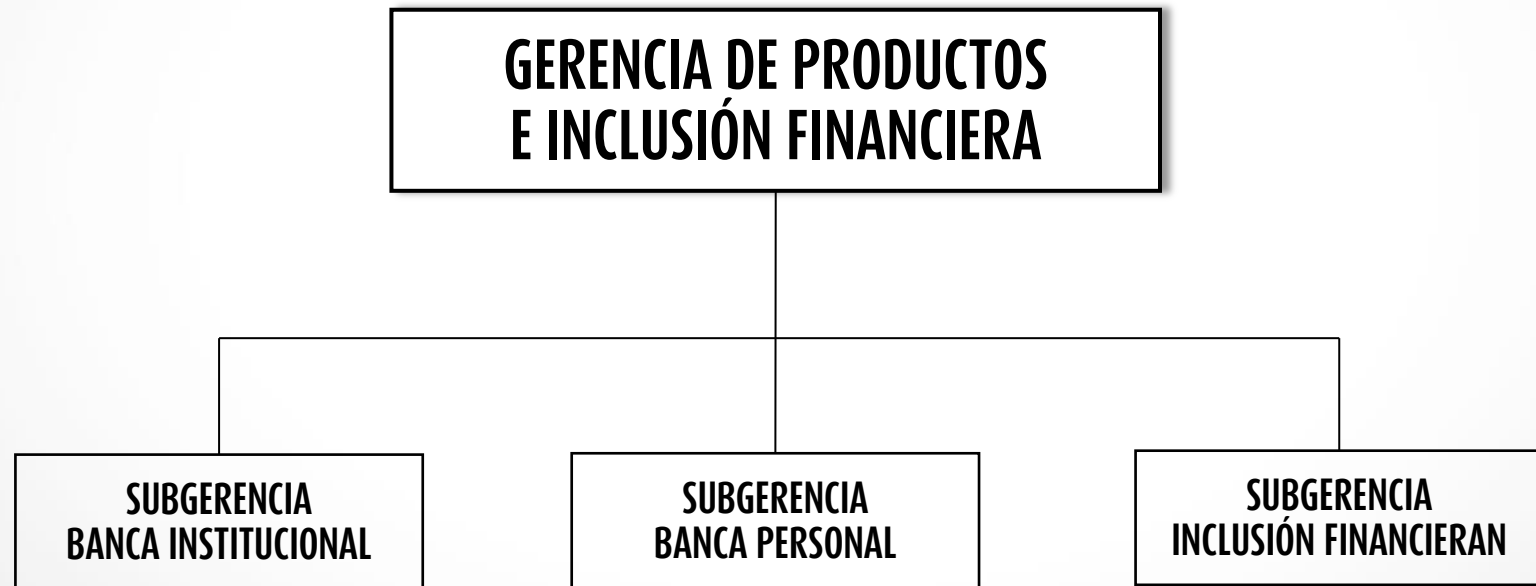 GERENCIA DE PRODUCTOS
E INCLUSIÓN FINANCIERA
SUBGERENCIA
BANCA INSTITUCIONAL
SUBGERENCIA
BANCA PERSONAL
SUBGERENCIA
INCLUSIÓN FINANCIERAN